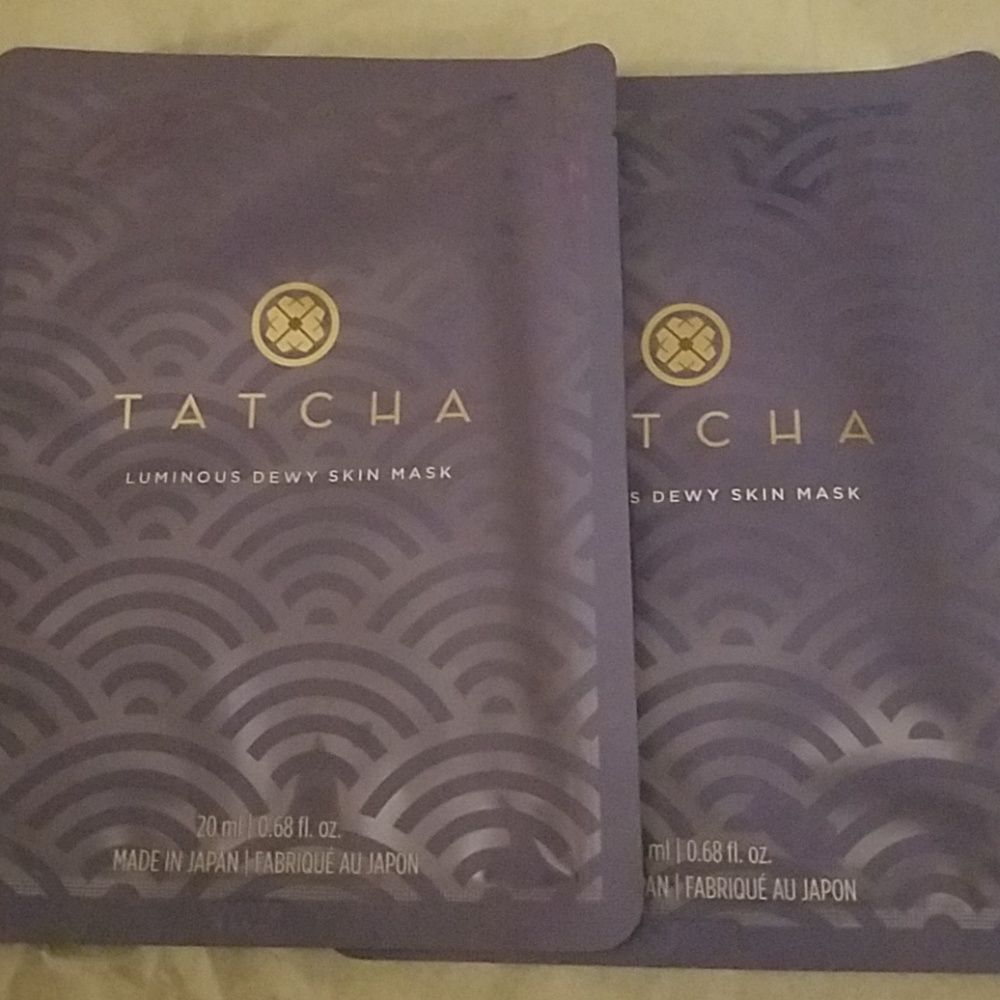 TATCHA
LUMINOUS DEWY SKIN MASK
20 ml | 0.68 fl. oz.
MADE IN JAPAN | FABRIQUÉ AU JAPON
TCHA
S DEWY SKIN MASK
ml | 0.68 fl. oz.
AN | FABRIQUÉ AU JAPON